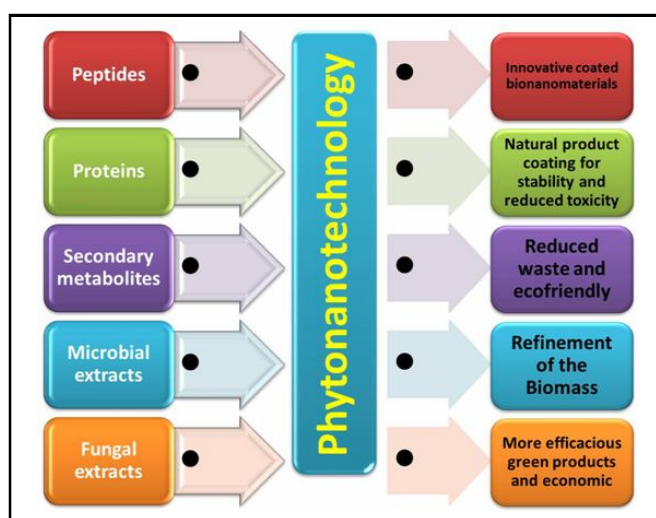 Peptides
Proteins
Secondary
metabolites
Microbial
extracts
Fungal
extracts
Phytonanotechnology
Innovative coated
bionanomaterials
Natural product
coating for
stability and
reduced toxicity
Reduced
waste and
ecofriendly
Refinement
of the
Biomass
More efficacious
green products
and economic